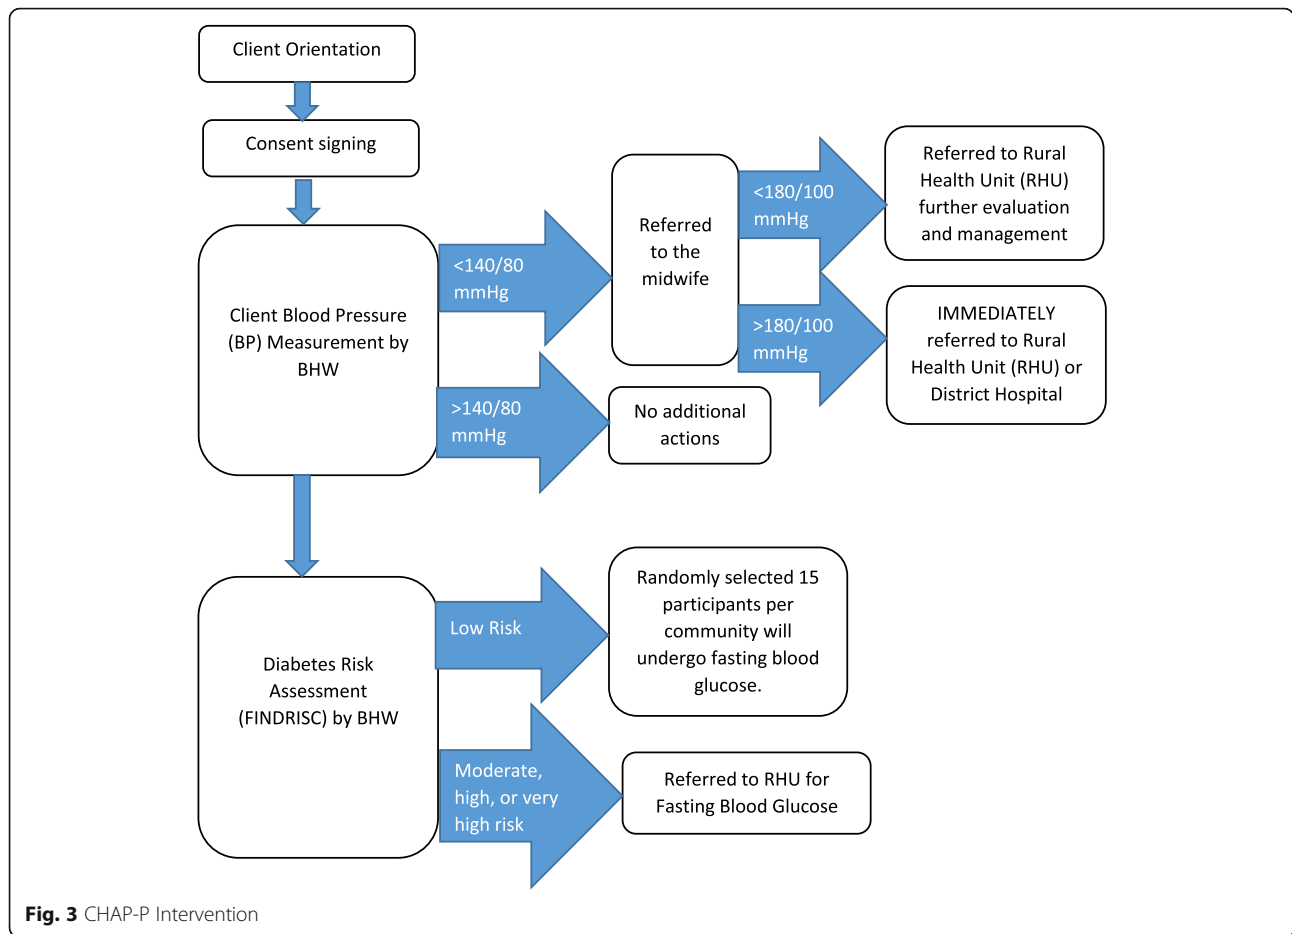 Client Orientation
Consent signing
Client Blood Pressure
(BP) Measurement by
BHW
<140/80
mmHg
Referred
to the
midwife
<180/100
mmHg
Referred to Rural
Health Unit (RHU)
further evaluation
and management
>180/100
mmHg
IMMEDIATELY
referred to Rural
Health Unit (RHU) or
District Hospital
>140/80
mmHg
No additional
actions
Diabetes Risk
Assessment
(FINDRISC) by BHW
Low Risk
Randomly selected 15
participants per
community will
undergo fasting blood
glucose.
Moderate,
high, or very
high risk
Referred to RHU for
Fasting Blood Glucose
Fig. 3 CHAP-P Intervention